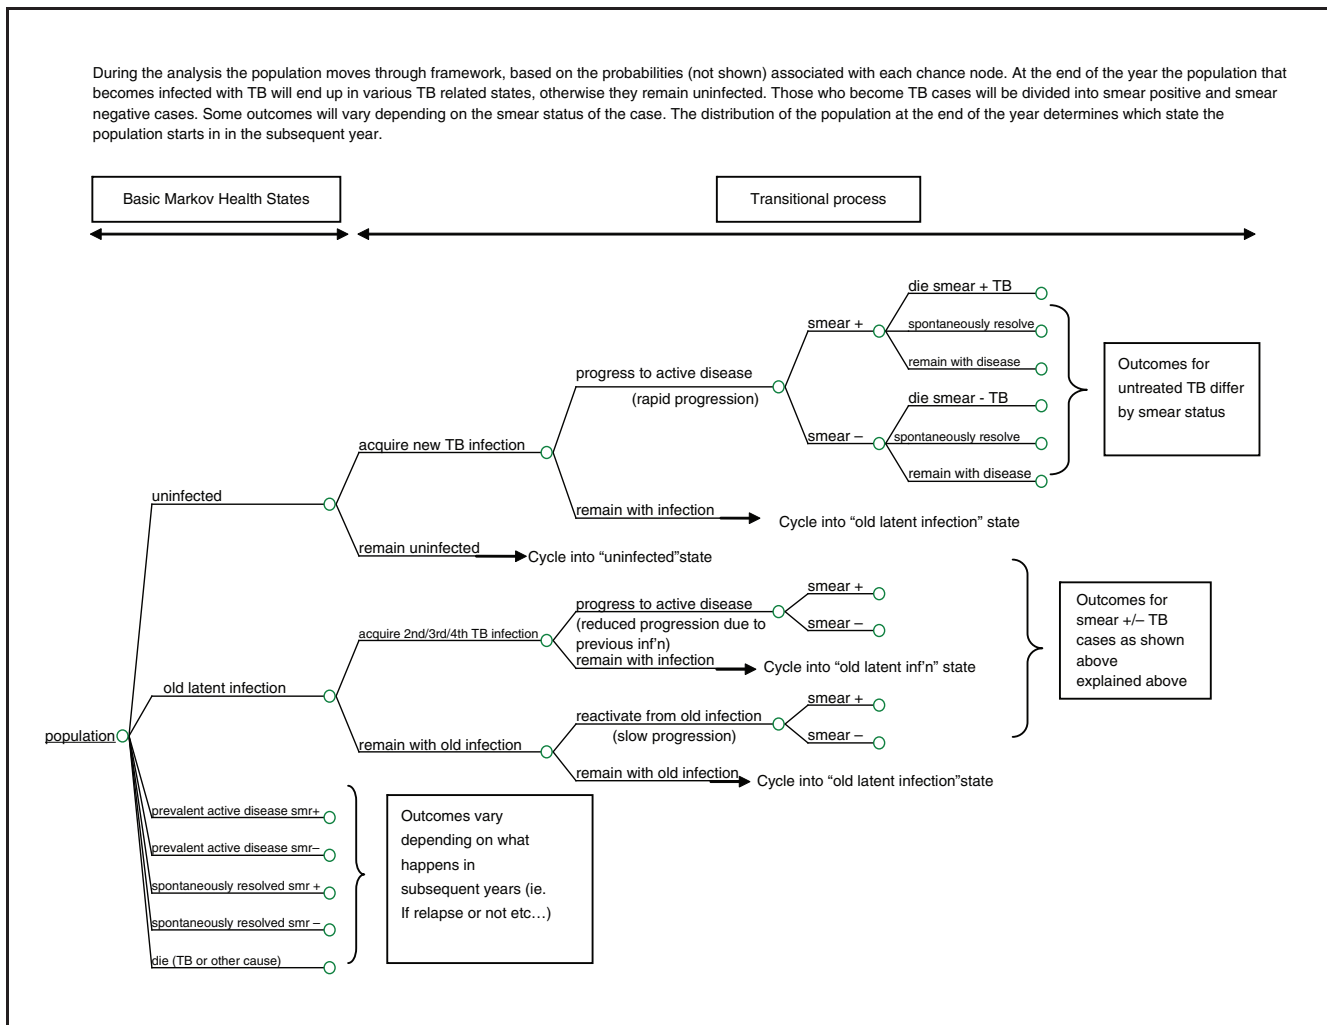 During the analysis the population moves through framework, based on the probabilities (not shown) associated with each chance node. At the end of the year the population that
becomes infected with TB will end up in various TB related states, otherwise they remain uninfected. Those who become TB cases will be divided into smear positive and smear
negative cases. Some outcomes will vary depending on the smear status of the case. The distribution of the population at the end of the year determines which state the
population starts in in the subsequent year.
Basic Markov Health States
Transitional process
die smear + TB
smear +
spontaneously resolve
remain with disease
progress to active disease
(rapid progression)
die smear - TB
smear –
spontaneously resolve
remain with disease
Outcomes for
untreated TB differ
by smear status
acquire new TB infection
uninfected
remain with infection
Cycle into “old latent infection” state
remain uninfected
Cycle into “uninfected”state
smear +
progress to active disease
(reduced progression due to
previous inf’n)
smear –
acquire 2nd/3rd/4th TB infection
remain with infection
Cycle into “old latent inf’n” state
Outcomes for
smear +/– TB
cases as shown
above
explained above
old latent infection
smear +
reactivate from old infection
(slow progression)
smear –
population
remain with old infection
remain with old infection
Cycle into “old latent infection”state
prevalent active disease smr+
prevalent active disease smr–
spontaneously resolved smr +
spontaneously resolved smr –
die (TB or other cause)
Outcomes vary
depending on what
happens in
subsequent years (ie.
If relapse or not etc…)